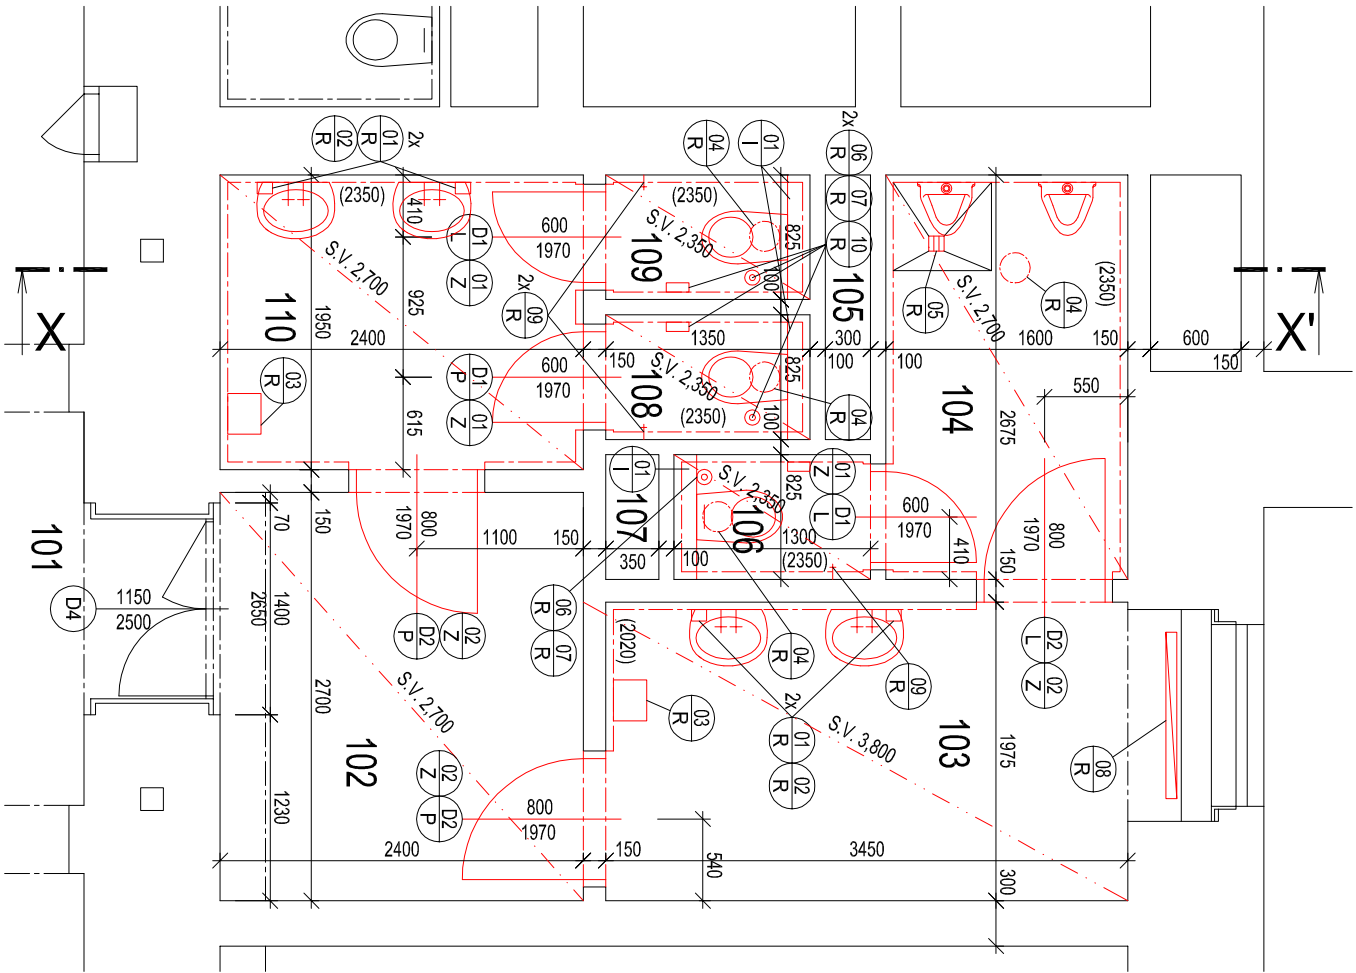 2x
01
R
02
R
(2350)
410
D1
L
01
Z
600
1970
S.V. 2,700
110
1950
925
2400
03
R
615
D1
P
01
Z
600
1970
2x
09
R
04
R
01
I
2x
06
R
07
R
10
R
(2350)
S.V. 2,350
109
825
100
105
150
1350
300
100
S.V. 2,350
108
(2350)
825
100
04
R
05
R
04
R
(2350)
S.V. 2,700
100
1600
150
104
2675
550
600
150
X
X'
01
I
107
350
S.V. 2,350
106
825
100
1300
(2350)
01
Z
D1
L
600
1970
410
800
1970
150
101
D4
1150
2500
70
1400
2650
1230
150
2700
800
1970
1100
150
D2
P
02
Z
06
R
07
R
S.V. 2,700
102
02
Z
D2
P
800
1970
2400
150
(2020)
03
R
04
R
09
R
2x
01
R
02
R
S.V. 3,800
103
D2
L
02
Z
08
R
1975
540
3450
300